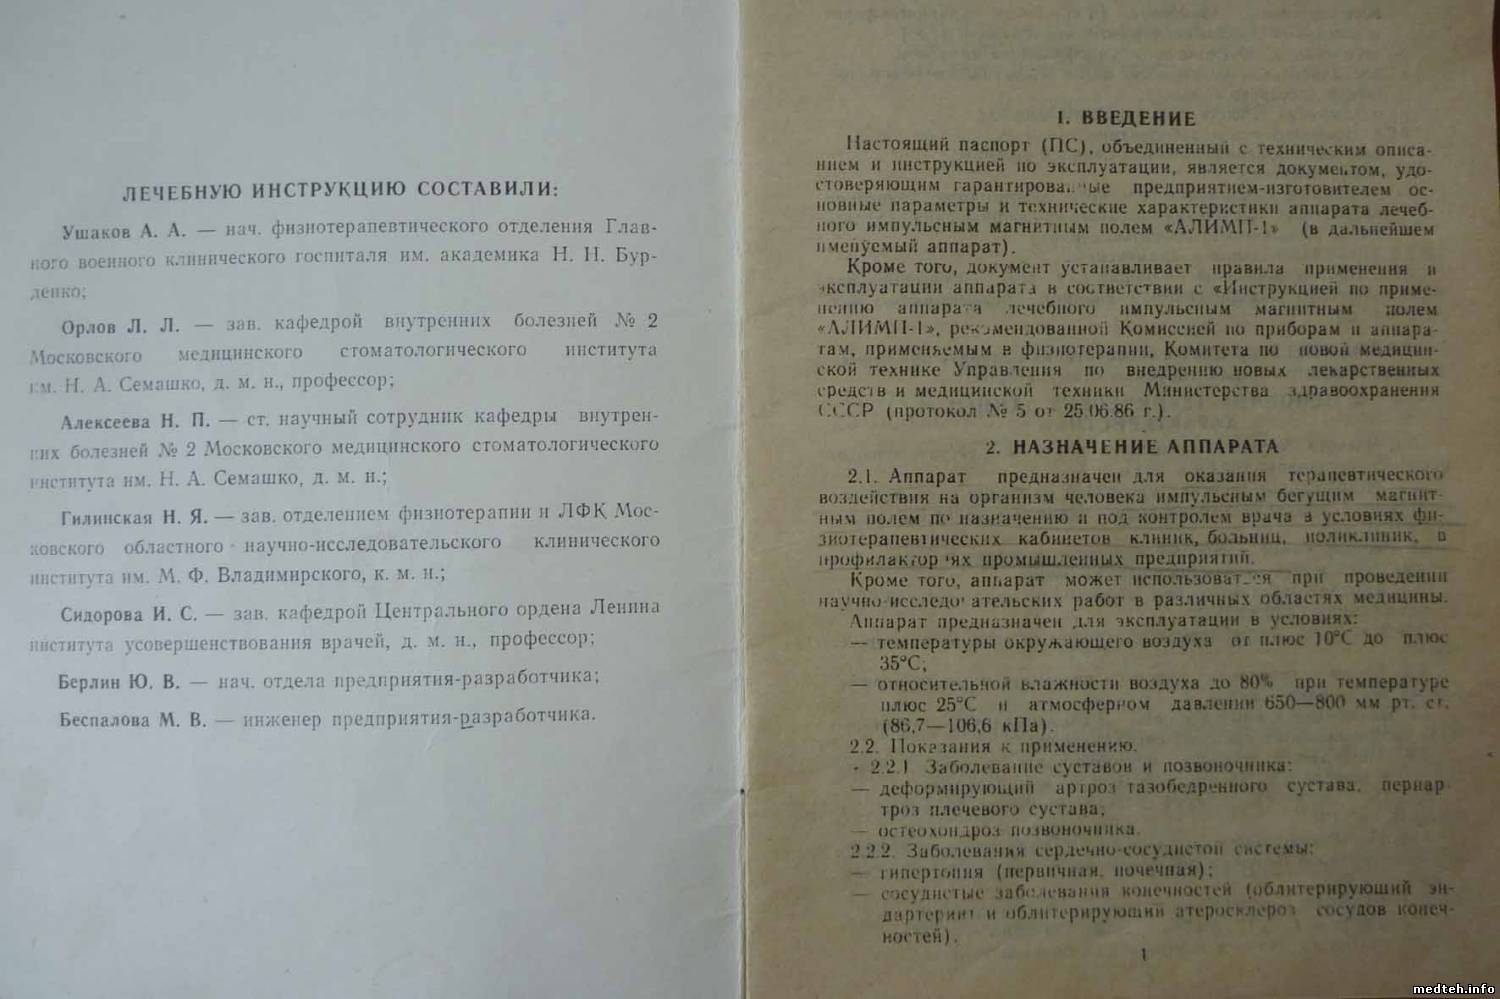 ЛЕЧЕБНУЮ ИНСТРУКЦИЮ СОСТАВИЛИ:
Ушаков А. А. — нач. физиотерапевтического отделения Глав-
ного военного клинического госпиталя им. академика Н. Н. Бур-
денко;
Орлов Л. Л. — зав. кафедрой внутренних болезней № 2
Московского медицинского стоматологического института
им. Н. А. Семашко, д. м. н., профессор;
Алексеева Н. П. — ст. научный сотрудник кафедры внутрен-
них болезней № 2 Московского медицинского стоматологического
института им. Н. А. Семашко, д. м. н.;
Гилинская Н. Я. — зав. отделением физиотерапии и ЛФК Мос-
ковского областного научно-исследовательского клинического
института им. М. Ф. Владимирского, к. м. н.;
Сидорова И. С. — зав. кафедрой Центрального ордена Ленина
института усовершенствования врачей, д. м. н., профессор;
Берлин Ю. В. — нач. отдела предприятия-разработчика;
Беспалова М. В. — инженер предприятия-разработчика.
1. ВВЕДЕНИЕ
Настоящий паспорт (ПС), объединенный с техническим описа-
нием и инструкцией по эксплуатации, является документом, удо-
стоверяющим гарантированные предприятием-изготовителем ос-
новные параметры и технические характеристики аппарата лечеб-
ного импульсным магнитным полем «АЛИМП-1» (в дальнейшем
именуемый аппарат).
Кроме того, документ устанавливает правила применения и
эксплуатации аппарата в соответствии с «Инструкцией по приме-
нению аппарата лечебного импульсным магнитным полем
«АЛИМП-1», рекомендованной Комиссией по приборам и аппара-
там, применяемым в физиотерапии, Комитета по новой медицин-
ской технике Управления по внедрению новых лекарственных
средств и медицинской техники Министерства здравоохранения
СССР (протокол № 5 от 25.06.86 г.).
2. НАЗНАЧЕНИЕ АППАРАТА
2.1. Аппарат предназначен для оказания терапевтического
воздействия на организм человека импульсным бегущим магнит-
ным полем по назначению и под контролем врача в условиях фи-
зиотерапевтических кабинетов клиник, больниц, поликлиник, в
профилакториях промышленных предприятий.
Кроме того, аппарат может использоваться при проведении
научно-исследовательских работ в различных областях медицины.
Аппарат предназначен для эксплуатации в условиях:
— температуры окружающего воздуха от плюс 10°С до плюс
35°С;
— относительной влажности воздуха до 80% при температуре
плюс 25°С и атмосферном давлении 650—800 мм рт. ст.
(86,7—106,6 кПа).
2.2. Показания к применению.
2.2.1 Заболевание суставов и позвоночника:
— деформирующий артроз тазобедренного сустава, периар
троз плечевого сустава;
— остеохондроз позвоночника.
2.2.2. Заболевания сердечно-сосудистой системы:
— гипертония (первичная, почечная);
— сосудистые заболевания конечностей (облитерирующий эн-
дартериит и облитерирующий атеросклероз сосудов конеч-
ностей).
1
medteh.info